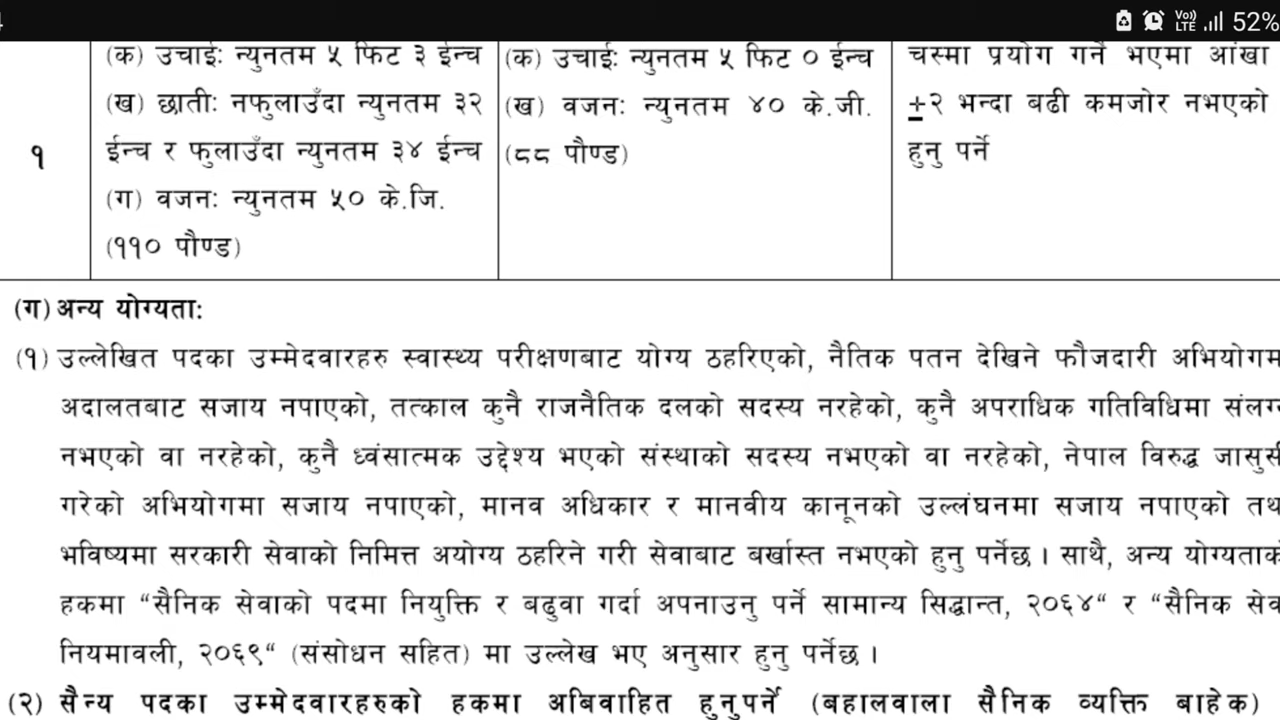 52%
Vo)) LTE
(क) उचाईः न्युनतम ५ फिट ३ ईन्च
(ख) छातीः नफुलाउँदा न्युनतम ३२
ईन्च र फुलाउँदा न्युनतम ३४ ईन्च
(ग) वजनः न्युनतम ५० के.जि.
(११० पौण्ड)
(क) उचाईः न्युनतम ५ फिट ० ईन्च
(ख) वजनः न्युनतम ४० के.जी.
(८८ पौण्ड)
चस्मा प्रयोग गर्ने भएमा आंखा
±२ भन्दा बढी कमजोर नभएको
हुनु पर्ने
१
(ग) अन्य योग्यताः
(१) उल्लेखित पदका उम्मेदवारहरु स्वास्थ्य परीक्षणबाट योग्य ठहरिएको, नैतिक पतन देखिने फौजदारी अभियोगम
अदालतबाट सजाय नपाएको, तत्काल कुनै राजनैतिक दलको सदस्य नरहेको, कुनै अपराधिक गतिविधिमा संलग्न
नभएको वा नरहेको, कुनै ध्वंसात्मक उद्देश्य भएको संस्थाको सदस्य नभएको वा नरहेको, नेपाल विरुद्ध जासुसी
गरेको अभियोगमा सजाय नपाएको, मानव अधिकार र मानवीय कानूनको उल्लंघनमा सजाय नपाएको तथ
भविष्यमा सरकारी सेवाको निमित्त अयोग्य ठहरिने गरी सेवाबाट बर्खास्त नभएको हुनु पर्नेछ । साथै, अन्य योग्यताको
हकमा “सैनिक सेवाको पदमा नियुक्ति र बढुवा गर्दा अपनाउनु पर्ने सामान्य सिद्धान्त, २०६४“ र “सैनिक सेव
नियमावली, २०६९“ (संसोधन सहित) मा उल्लेख भए अनुसार हुनु पर्नेछ ।
(२) सैन्य पदका उम्मेदवारहरुको हकमा अबिवाहित हुनुपर्ने (बहालवाला सैनिक व्यक्ति बाहेक)